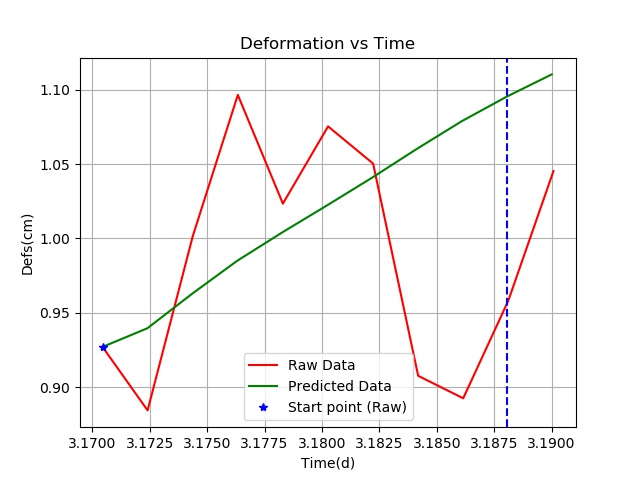 Deformation vs Time
1.10
1.05
1.00
0.95
0.90
Defs(cm)
Raw Data
Predicted Data
Start point (Raw)
3.1700 3.1725 3.1750 3.1775 3.1800 3.1825 3.1850 3.1875 3.1900
Time(d)